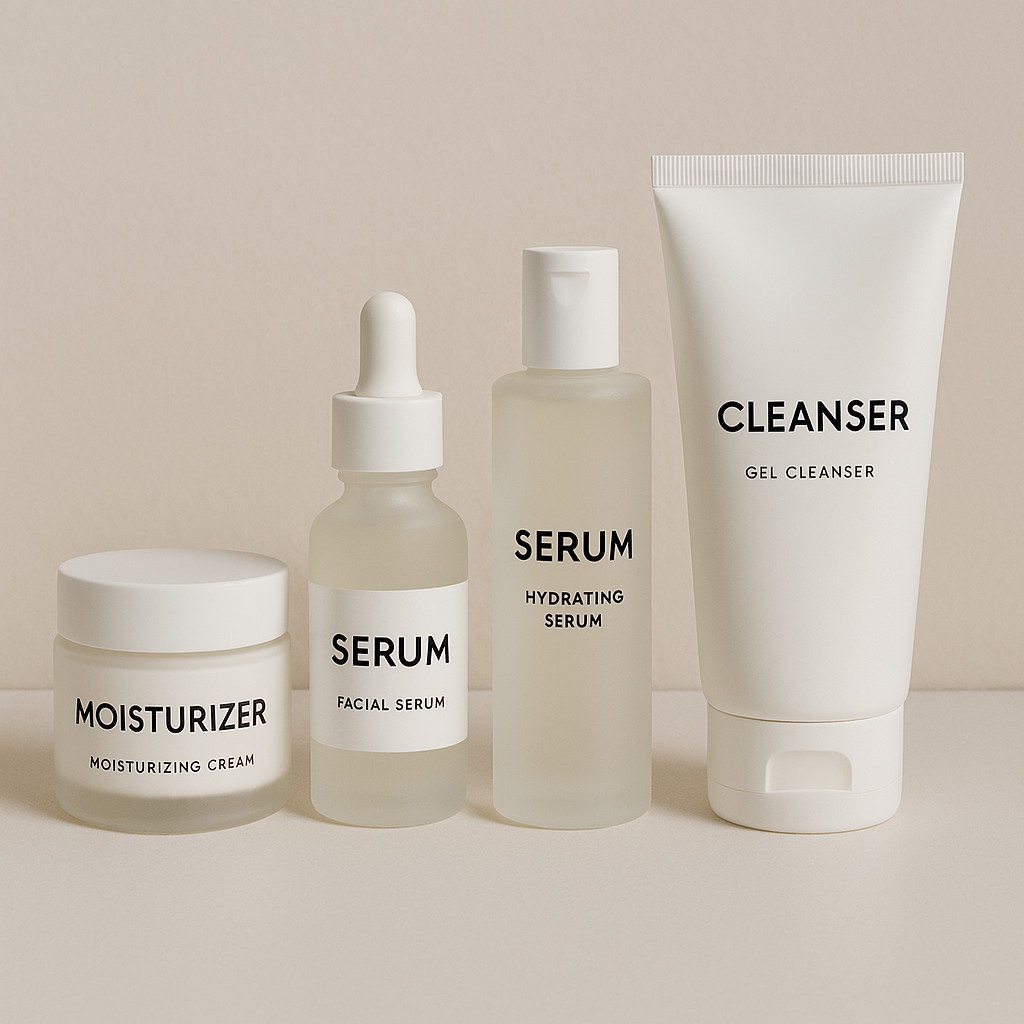 MOISTURIZER
MOISTURIZING CREAM
SERUM
FACIAL SERUM
SERUM
HYDRATING
SERUM
CLEANSER
GEL CLEANSER